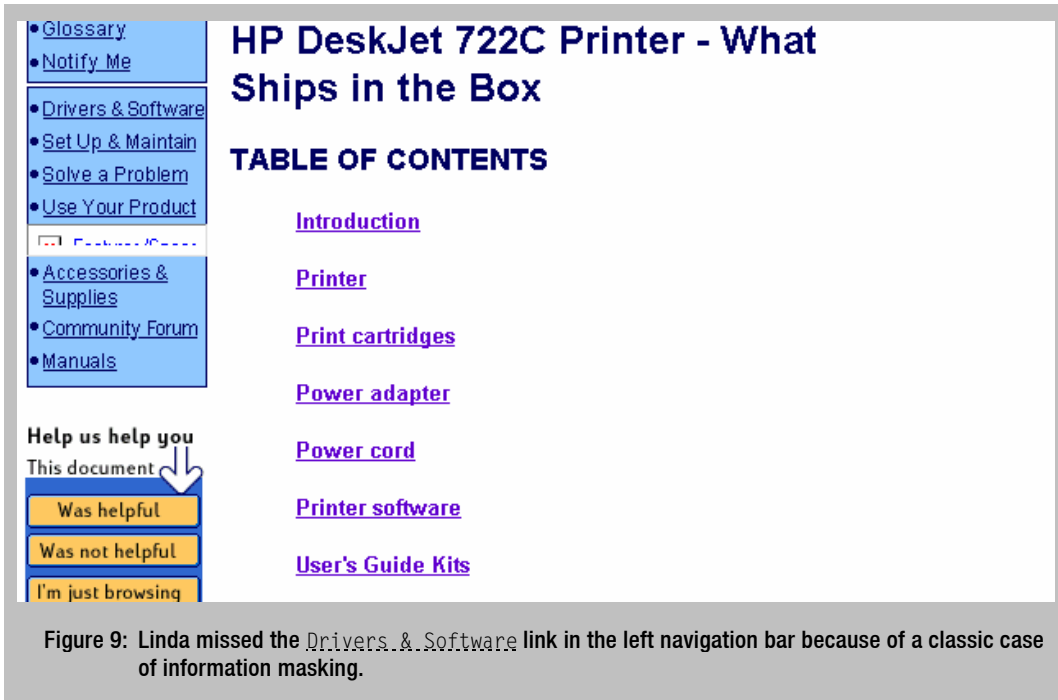 Glossary
Notify Me
Drivers & Software
Set Up & Maintain
Solve a Problem
Use Your Product
Accessories &
Supplies
Community Forum
Manuals
Help us help you
This document
Was helpful
Was not helpful
I'm just browsing
HP DeskJet 722C Printer - What
Ships in the Box
TABLE OF CONTENTS
Introduction
Printer
Print cartridges
Power adapter
Power cord
Printer software
User's Guide Kits
Figure 9: Linda missed the Drivers & Software link in the left navigation bar because of a classic case
of information masking.